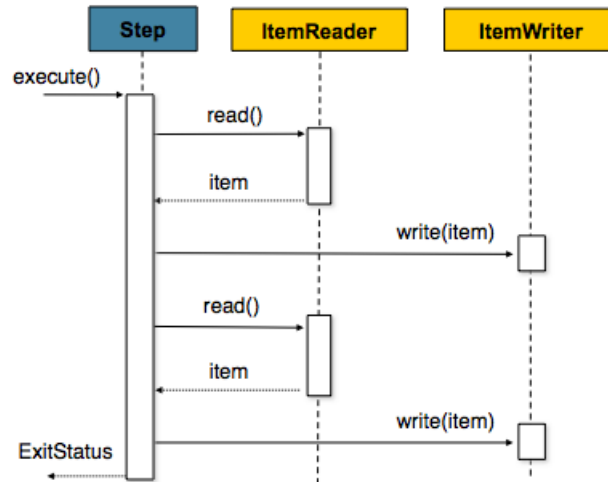 Step
ItemReader
ItemWriter
execute()
read()
item
write(item)
read()
item
write(item)
ExitStatus